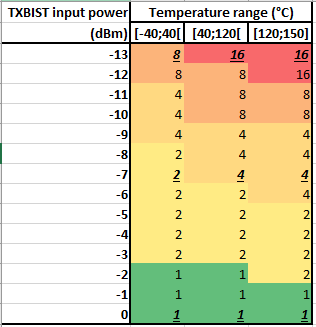 TXBIST input power Temperature range (°C)
(dBm) [-40;40[ [40;120[ [120;150]
-13 8 16 16
-12 8 8 16
-11 4 8 8
-10 4 8 8
-9 4 4 4
-8 2 4 4
-7 2 4 4
-6 2 2 4
-5 2 2 2
-4 2 2 2
-3 2 2 2
-2 1 1 2
-1 1 1 1
0 1 1 1